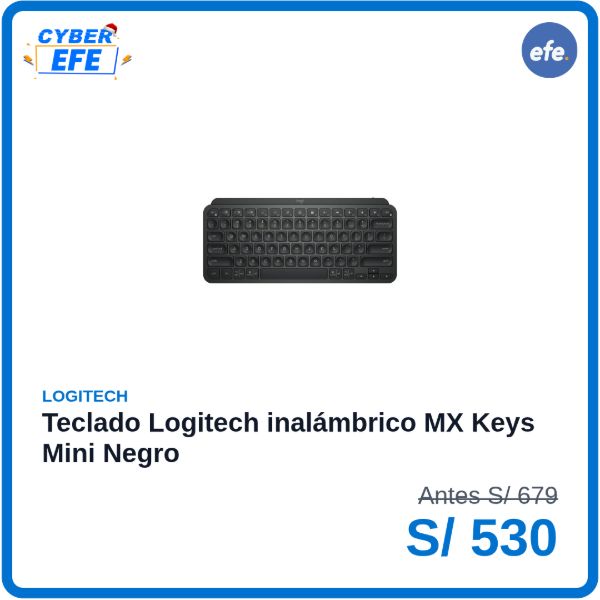 CYBER
EFE
efe.
LOGITECH
Teclado Logitech inalámbrico MX Keys
Mini Negro
Antes S/ 679
S/ 530